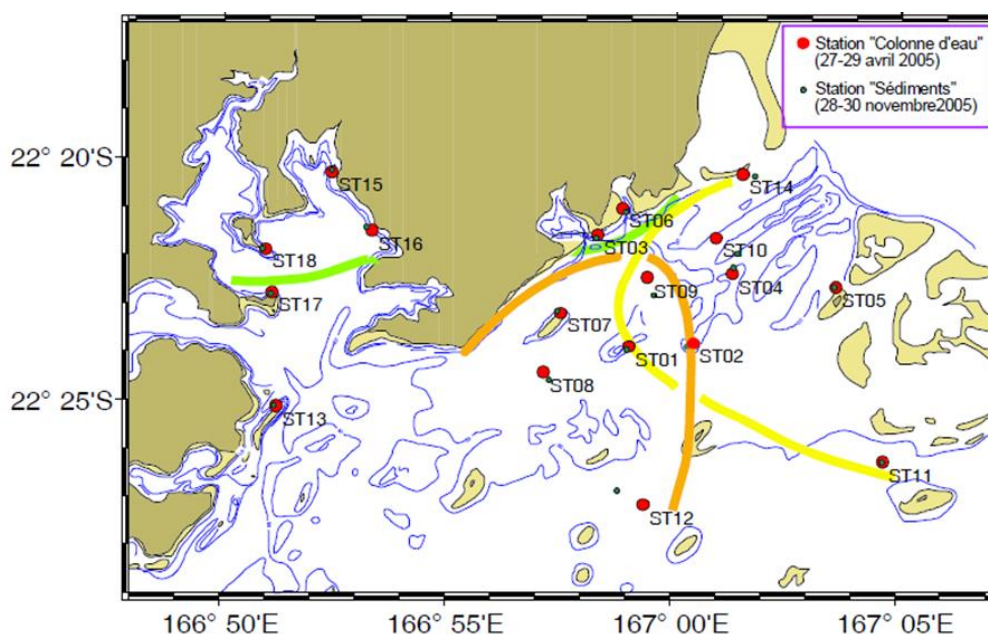 Station "Colonne d'eau"
(27-29 avril 2005)
Station "Sédiments"
(28-30 novembre2005)
22° 20'S
22° 25'S
ST15
ST14
ST06
ST16
ST03
ST18
ST10
ST17
ST09
ST04
ST05
ST07
ST01
ST02
ST08
ST13
ST11
ST12
166° 50'E
166° 55'E
167° 00'E
167° 05'E